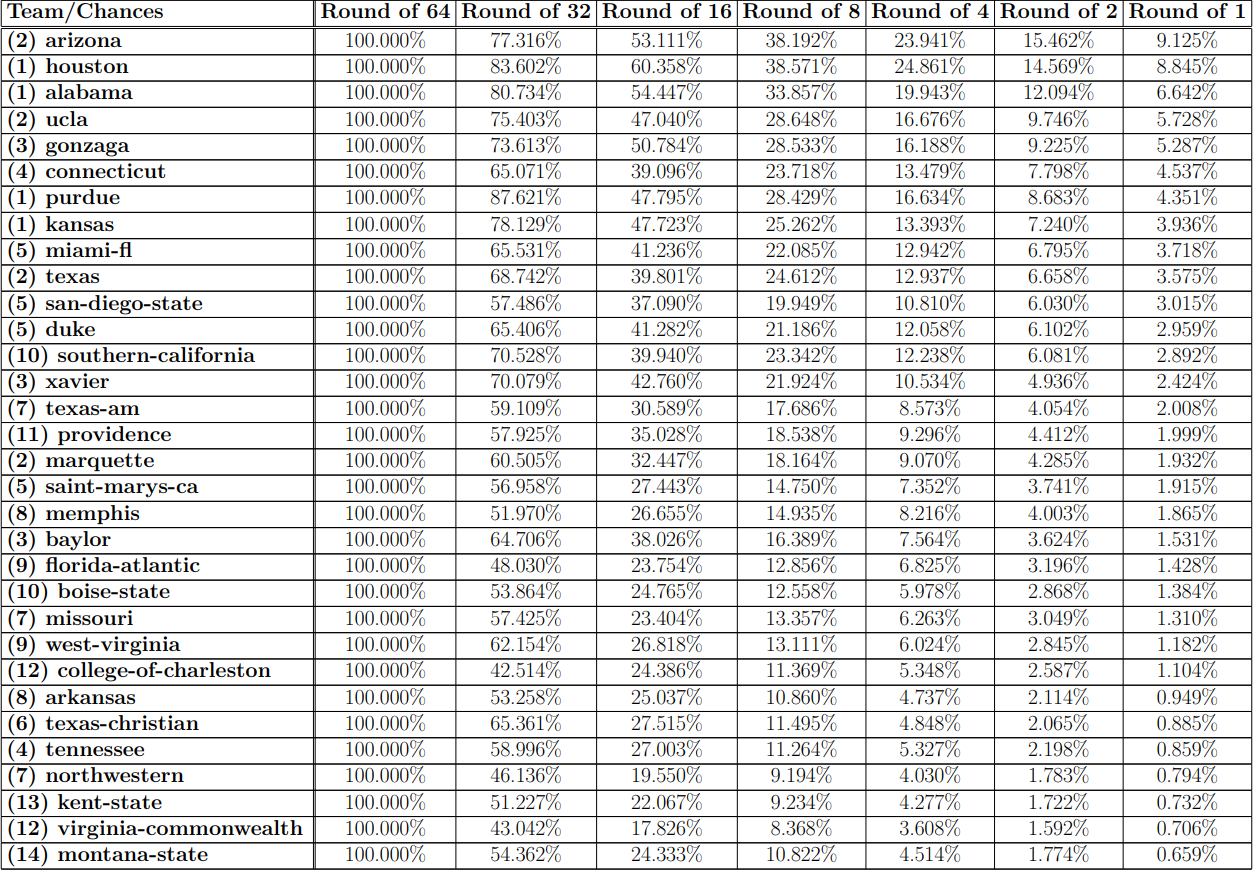 Team/Chances Round of 64 Round of 32 Round of 16 Round of 8 Round of 4 Round of 2 Round of 1
(2) arizona 100.000% 77.316% 53.111% 38.192% 23.941% 15.462% 9.125%
(1) houston 100.000% 83.602% 60.358% 38.571% 24.861% 14.569% 8.845%
(1) alabama 100.000% 80.734% 54.447% 33.857% 19.943% 12.094% 6.642%
(2) ucla 100.000% 75.403% 47.040% 28.648% 16.676% 9.746% 5.728%
(3) gonzaga 100.000% 73.613% 50.784% 28.533% 16.188% 9.225% 5.287%
(4) connecticut 100.000% 65.071% 39.096% 23.718% 13.479% 7.798% 4.537%
(1) purdue 100.000% 87.621% 47.795% 28.429% 16.634% 8.683% 4.351%
(1) kansas 100.000% 78.129% 47.723% 25.262% 13.393% 7.240% 3.936%
(5) miami-fl 100.000% 65.531% 41.236% 22.085% 12.942% 6.795% 3.718%
(2) texas 100.000% 68.742% 39.801% 24.612% 12.937% 6.658% 3.575%
(5) san-diego-state 100.000% 57.486% 37.090% 19.949% 10.810% 6.030% 3.015%
(5) duke 100.000% 65.406% 41.282% 21.186% 12.058% 6.102% 2.959%
(10) southern-california 100.000% 70.528% 39.940% 23.342% 12.238% 6.081% 2.892%
(3) xavier 100.000% 70.079% 42.760% 21.924% 10.534% 4.936% 2.424%
(7) texas-am 100.000% 59.109% 30.589% 17.686% 8.573% 4.054% 2.008%
(11) providence 100.000% 57.925% 35.028% 18.538% 9.296% 4.412% 1.999%
(2) marquette 100.000% 60.505% 32.447% 18.164% 9.070% 4.285% 1.932%
(5) saint-marys-ca 100.000% 56.958% 27.443% 14.750% 7.352% 3.741% 1.915%
(8) memphis 100.000% 51.970% 26.655% 14.935% 8.216% 4.003% 1.865%
(3) baylor 100.000% 64.706% 38.026% 16.389% 7.564% 3.624% 1.531%
(9) florida-atlantic 100.000% 48.030% 23.754% 12.856% 6.825% 3.196% 1.428%
(10) boise-state 100.000% 53.864% 24.765% 12.558% 5.978% 2.868% 1.384%
(7) missouri 100.000% 57.425% 23.404% 13.357% 6.263% 3.049% 1.310%
(9) west-virginia 100.000% 62.154% 26.818% 13.111% 6.024% 2.845% 1.182%
(12) college-of-charleston 100.000% 42.514% 24.386% 11.369% 5.348% 2.587% 1.104%
(8) arkansas 100.000% 53.258% 25.037% 10.860% 4.737% 2.114% 0.949%
(6) texas-christian 100.000% 65.361% 27.515% 11.495% 4.848% 2.065% 0.885%
(4) tennessee 100.000% 58.996% 27.003% 11.264% 5.327% 2.198% 0.859%
(7) northwestern 100.000% 46.136% 19.550% 9.194% 4.030% 1.783% 0.794%
(13) kent-state 100.000% 51.227% 22.067% 9.234% 4.277% 1.722% 0.732%
(12) virginia-commonwealth 100.000% 43.042% 17.826% 8.368% 3.608% 1.592% 0.706%
(14) montana-state 100.000% 54.362% 24.333% 10.822% 4.514% 1.774% 0.659%